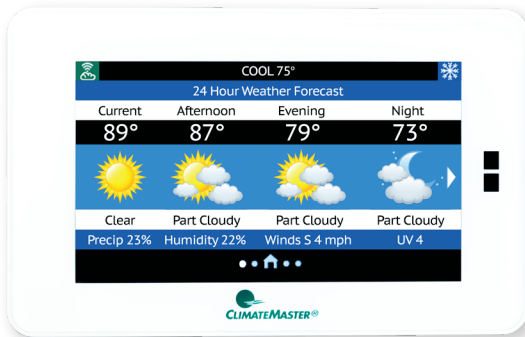 COOL 75°
24 Hour Weather Forecast
Current Afternoon Evening Night
89° 87° 79° 73°
Clear Part Cloudy Part Cloudy Part Cloudy
Precip 23% Humidity 22% Winds S 4 mph UV 4
CLIMATEMASTER®